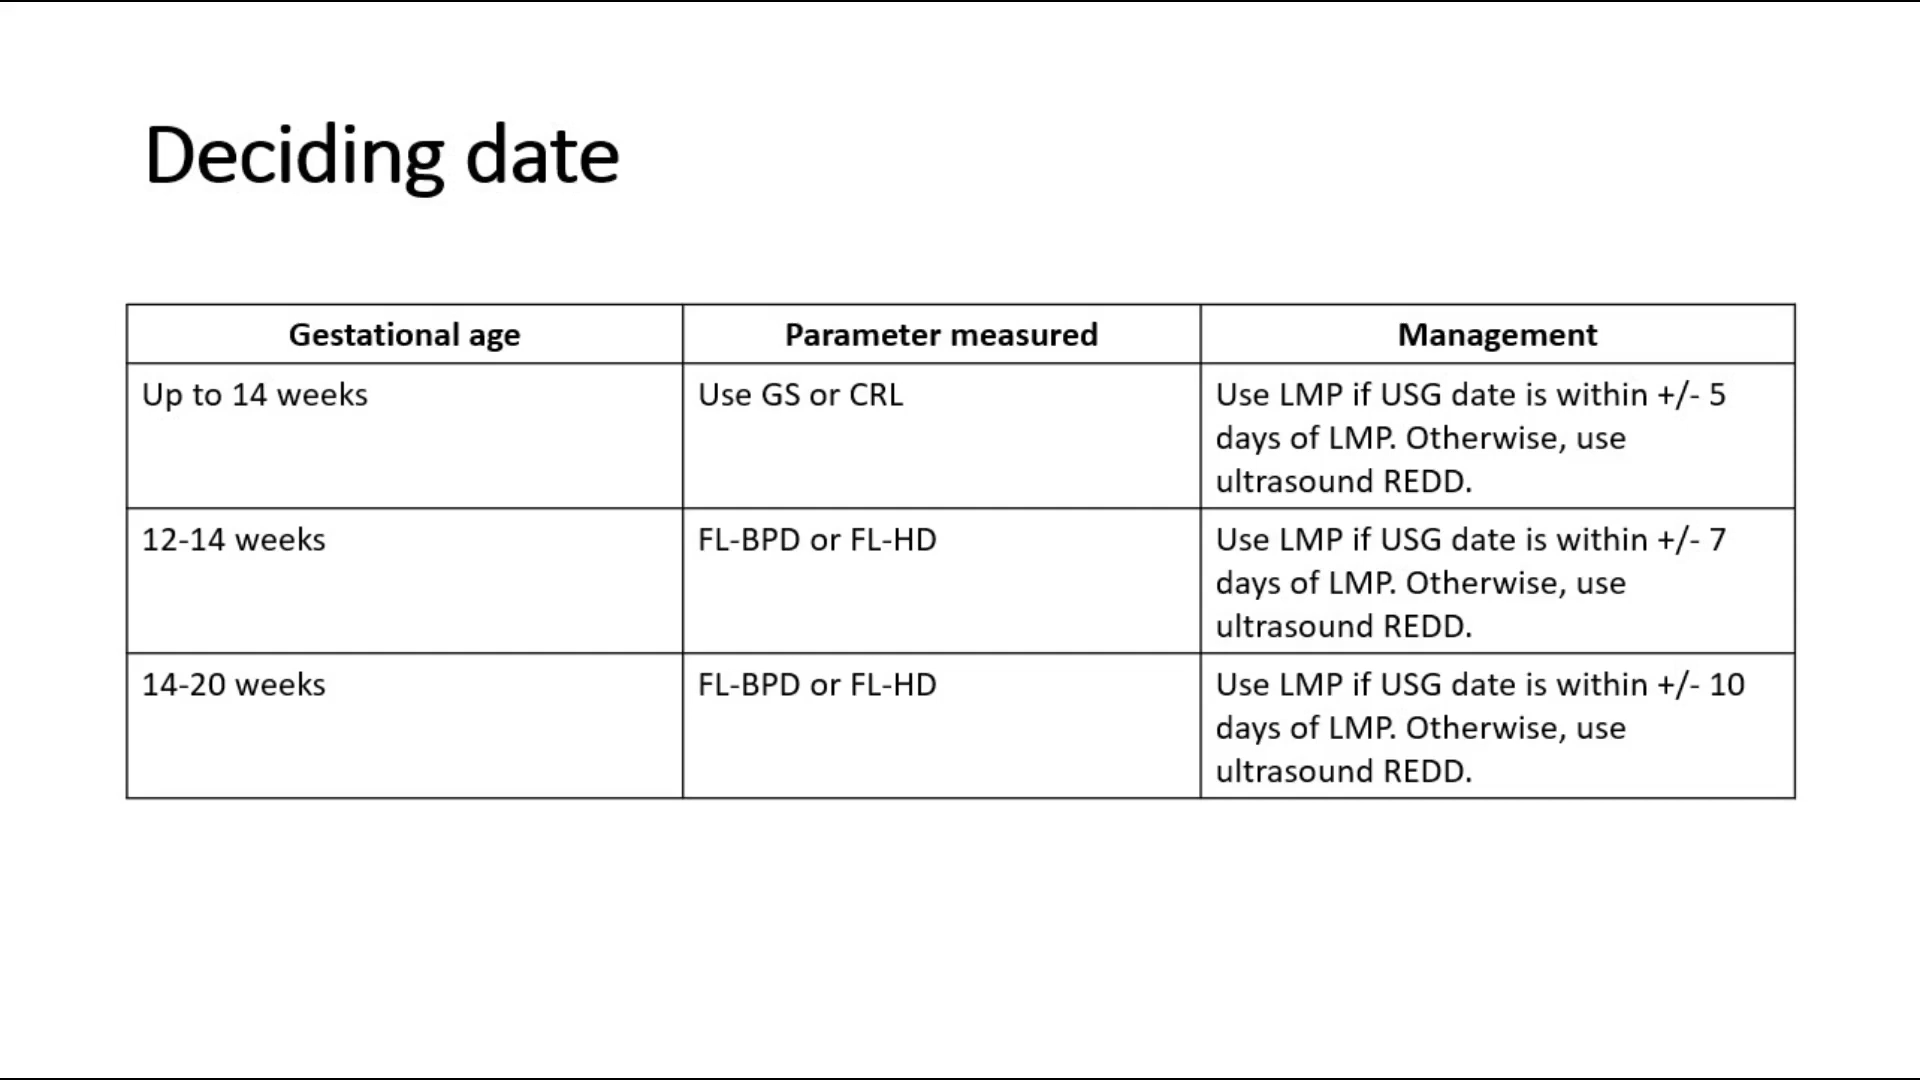 Deciding date
Gestational age Parameter measured Management
Up to 14 weeks Use GS or CRL Use LMP if USG date is within +/- 5
days of LMP. Otherwise, use
ultrasound REDD.
12-14 weeks FL-BPD or FL-HD Use LMP if USG date is within +/- 7
days of LMP. Otherwise, use
ultrasound REDD.
14-20 weeks FL-BPD or FL-HD Use LMP if USG date is within +/- 10
days of LMP. Otherwise, use
ultrasound REDD.